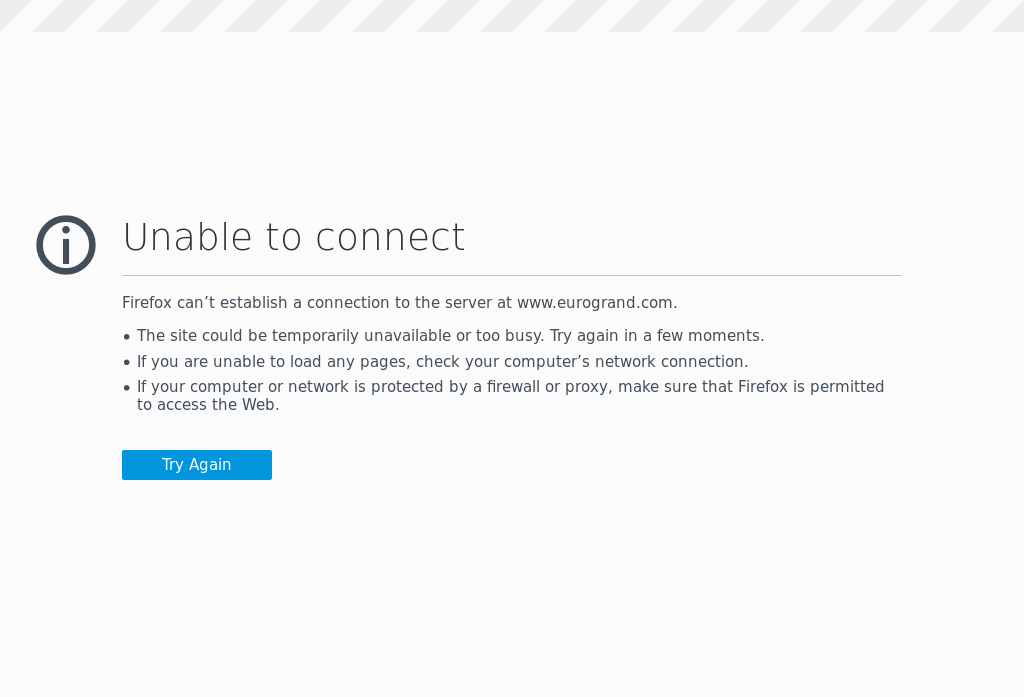 Unable to connect
Firefox can’t establish a connection to the server at www.eurogrand.com.
• The site could be temporarily unavailable or too busy. Try again in a few moments.
• If you are unable to load any pages, check your computer’s network connection.
• If your computer or network is protected by a firewall or proxy, make sure that Firefox is permitted
to access the Web.
Try Again